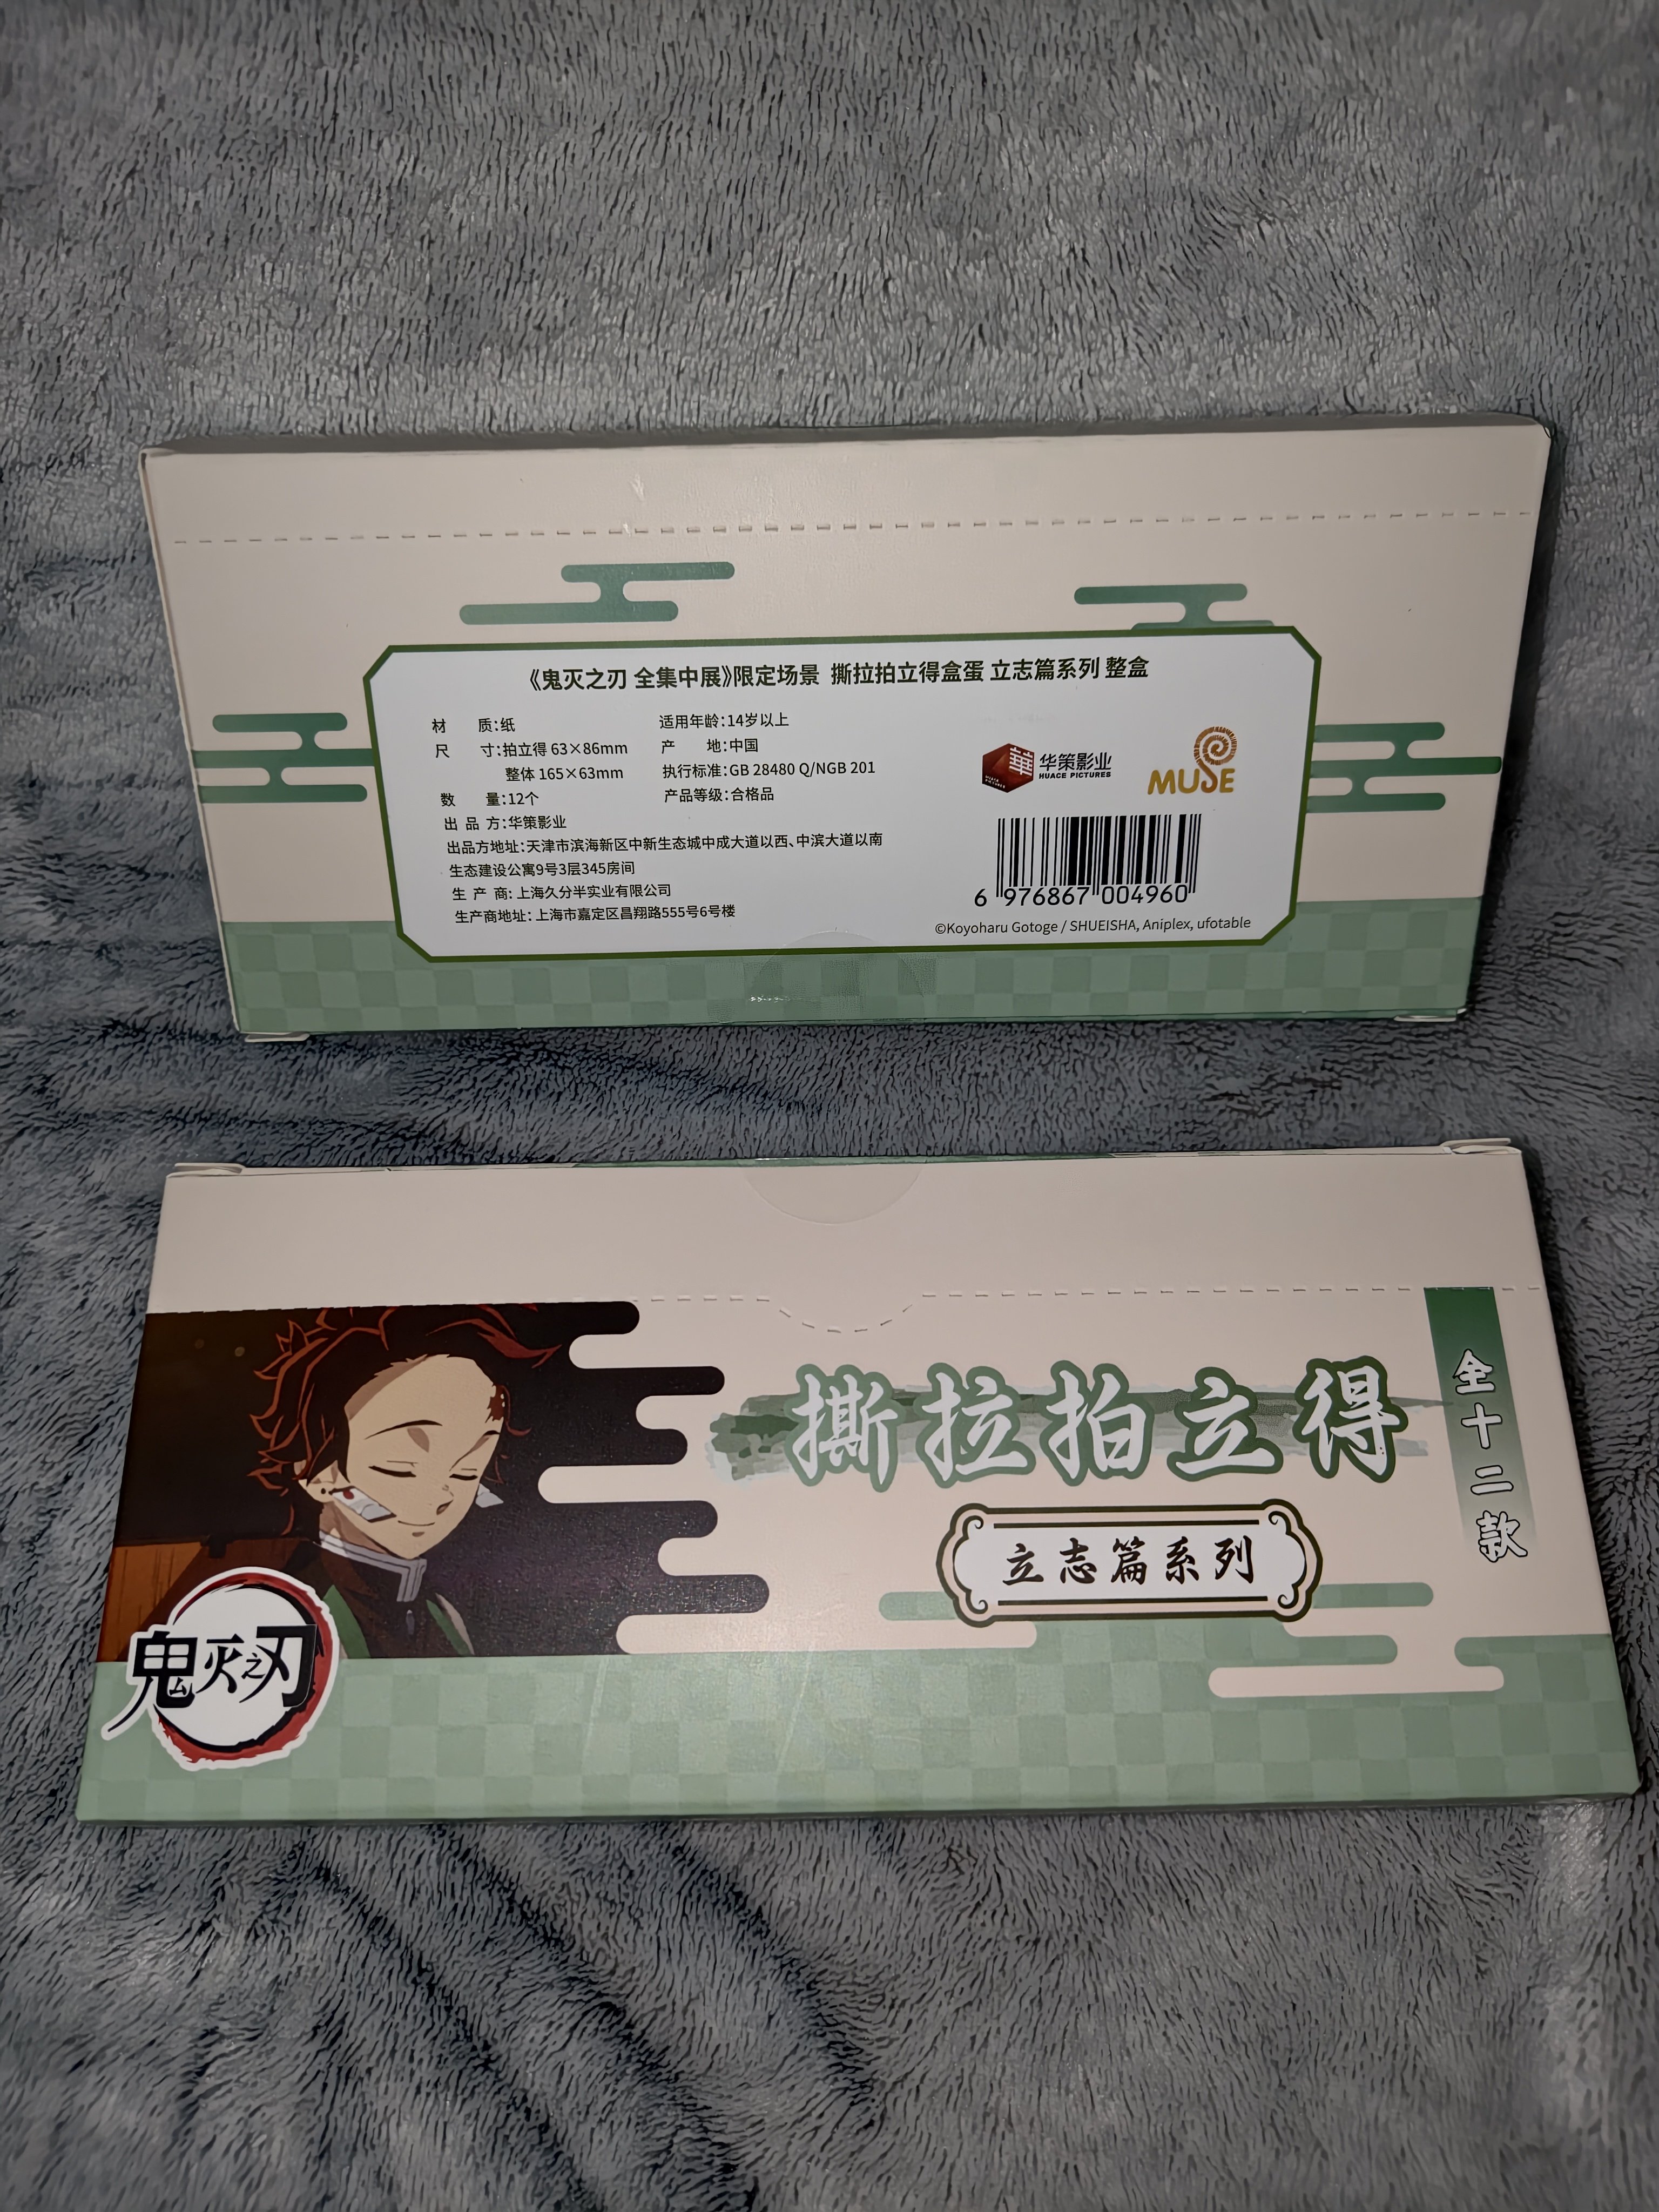 《鬼灭之刃 全集中展》限定场景 撕拉拍立得盒蛋 立志篇系列 整盒
材 质:纸
尺 寸:拍立得 63×86mm
整体 165×63mm
数 量:12个
适用年龄:14岁以上
产 地:中国
执行标准:GB 28480 Q/NGB 201
产品等级:合格品
出 品 方:华策影业
出品方地址:天津市滨海新区中新生态城中成大道以西、中滨大道以南
生态建设公寓9号3层345房间
生 产 商: 上海久分半实业有限公司
生产商地址: 上海市嘉定区昌翔路555号6号楼
華
HUACE PICTURES
华策影业
HUACE PICTURES
MUSE
6 976867 004960
©Koyoharu Gotoge / SHUEISHA, Aniplex, ufotable
撕拉拍立得
立志篇系列
全十二款
鬼灭之刃